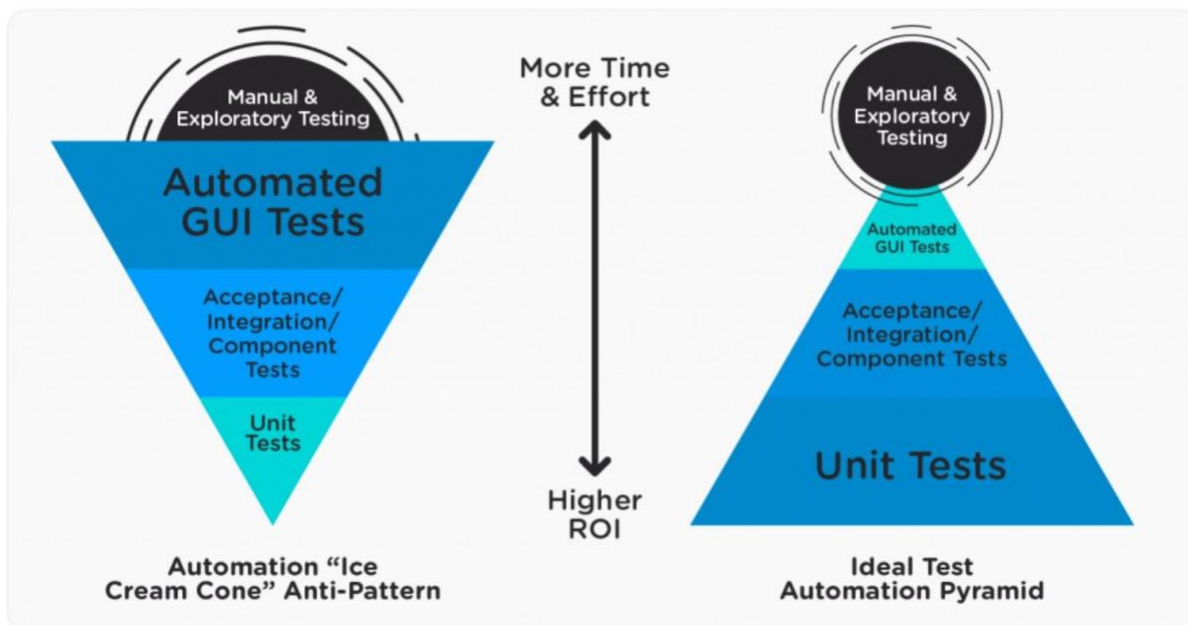 Manual &
Exploratory Testing
Automated
GUI Tests
Acceptance/
Integration/
Component
Tests
Unit
Tests
Automation “Ice
Cream Cone” Anti-Pattern
More Time
& Effort
Higher
ROI
Manual &
Exploratory
Testing
Automated
GUI Tests
Acceptance/
Integration/
Component Tests
Unit Tests
Ideal Test
Automation Pyramid